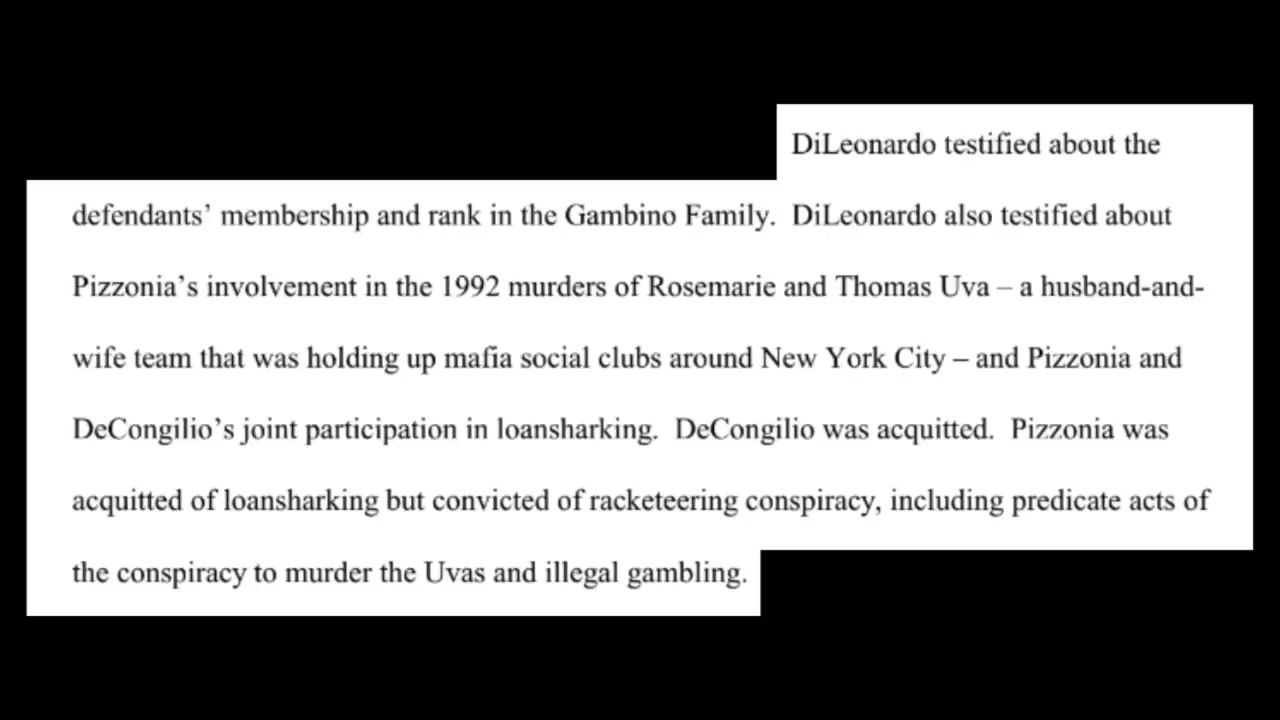 DiLeonardo testified about the
defendants’ membership and rank in the Gambino Family.  DiLeonardo also testified about
Pizzonia’s involvement in the 1992 murders of Rosemarie and Thomas Uva – a husband-and-
wife team that was holding up mafia social clubs around New York City – and Pizzonia and
DeCongilio’s joint participation in loansharking.  DeCongilio was acquitted.  Pizzonia was
acquitted of loansharking but convicted of racketeering conspiracy, including predicate acts of
the conspiracy to murder the Uvas and illegal gambling.